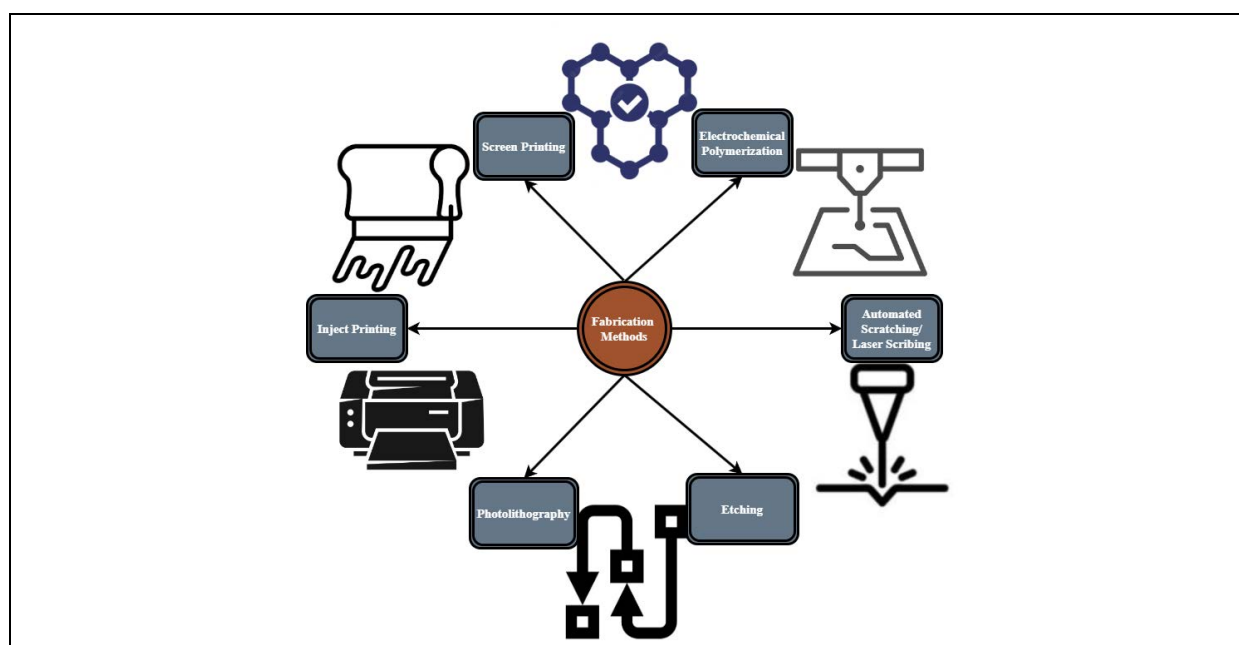 Screen Printing
Electrochemical
Polymerization
Inject Printing
Fabrication
Methods
Automated
Scratching/
Laser Scribing
Photolithography
Etching